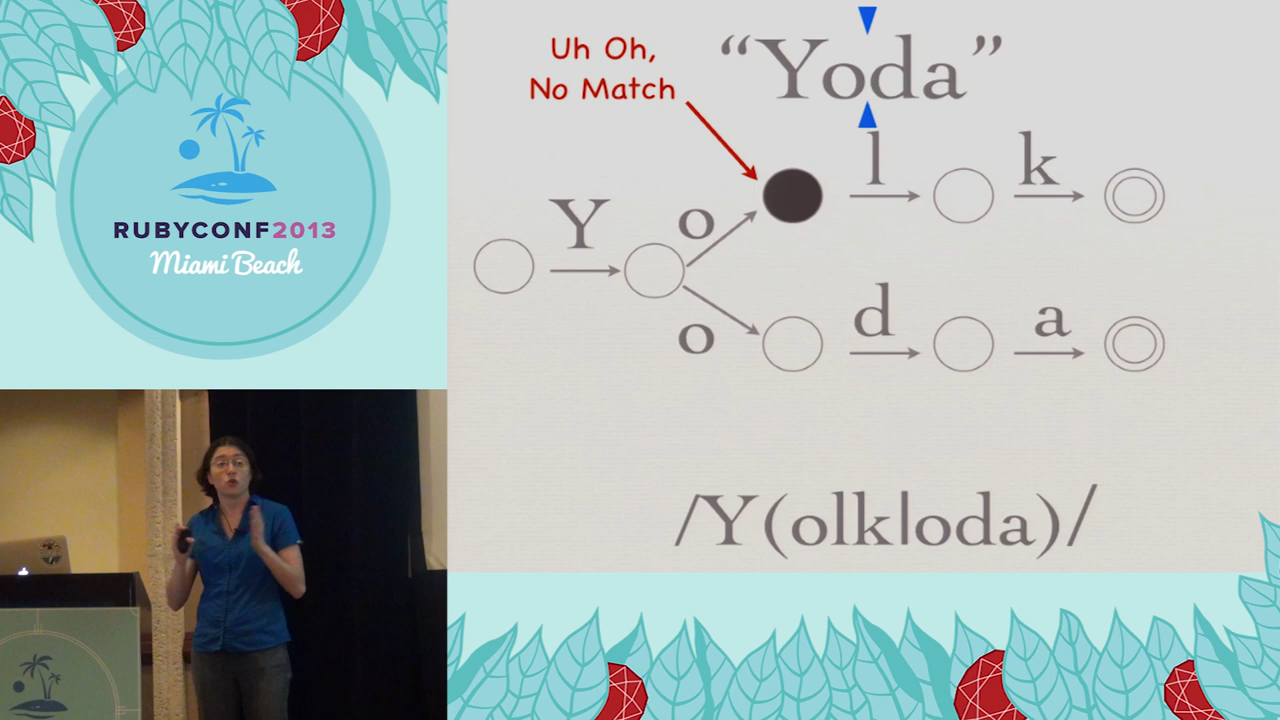 RUBYCONF2013
Miami Beach
Uh Oh,
No Match
“Yoda”
l
k
Y
o
o
d
a
/Y(olk|oda)/